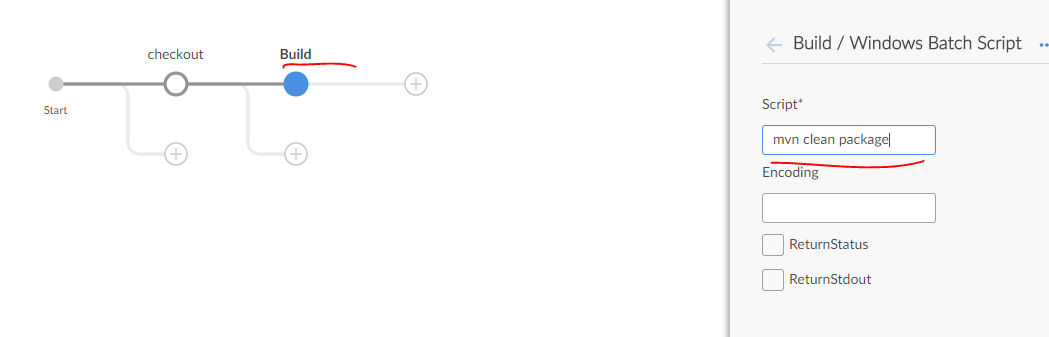 checkout
Build
Start
Build / Windows Batch Script
Script*
mvn clean package
Encoding
ReturnStatus
ReturnStdout